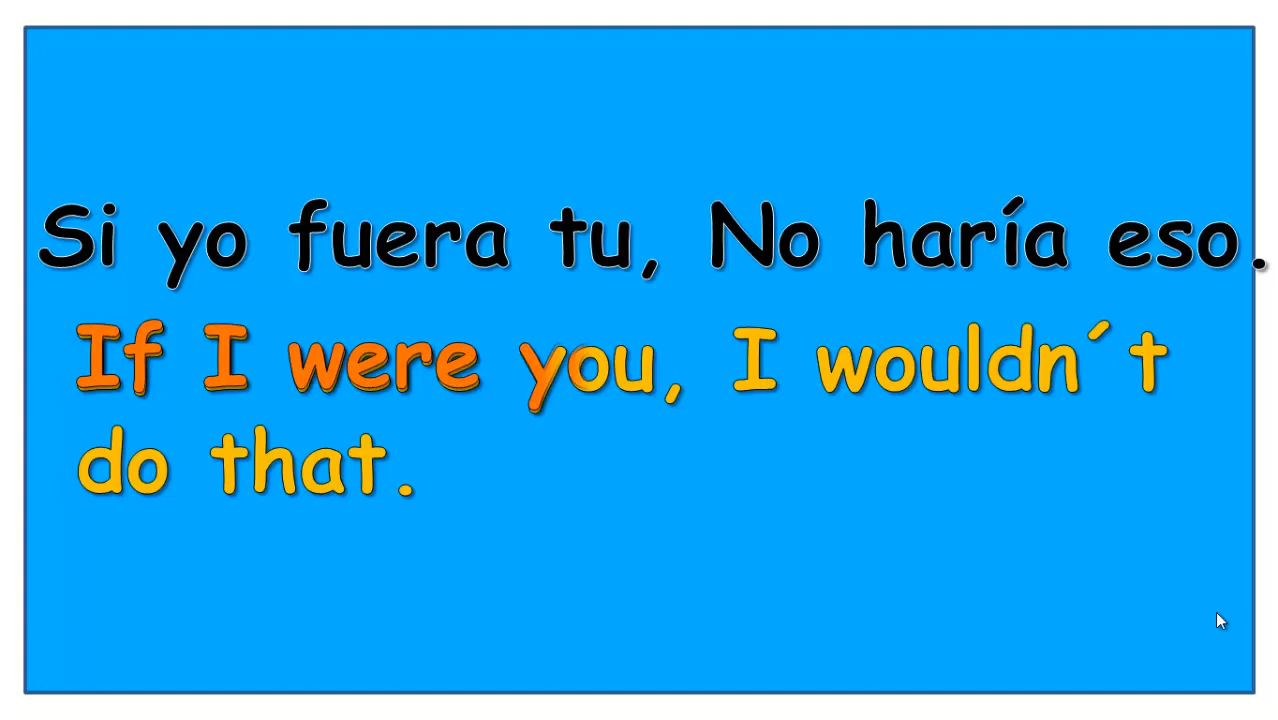 Si yo fuera tu, No haría eso.
If I were you, I wouldn´t
do that.